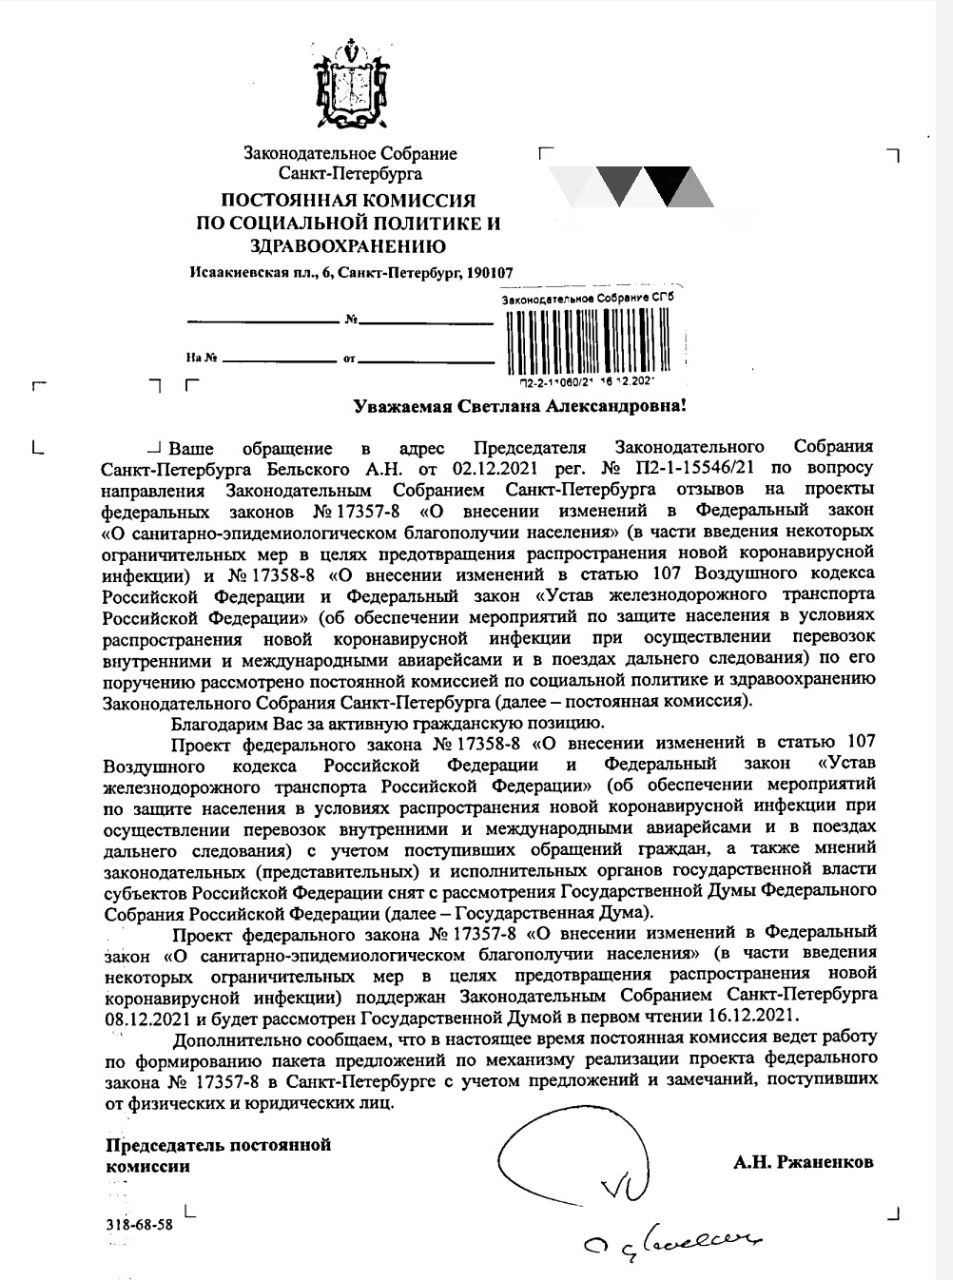 Законодательное Собрание
Санкт-Петербурга
ПОСТОЯННАЯ КОМИССИЯ
ПО СОЦИАЛЬНОЙ ПОЛИТИКЕ И
ЗДРАВООХРАНЕНИЮ
Исаакиевская пл., 6, Санкт-Петербург, 190107
№
На № от
Законодательное Собрание СПб
Уважаемая Светлана Александровна!
Ваше обращение в адрес Председателя Законодательного Собрания
Санкт-Петербурга Бельского А.Н. от 02.12.2021 рег. № П2-1-15546/21 по вопросу
направления Законодательным Собранием Санкт-Петербурга отзывов на проекты
федеральных законов № 17357-8 «О внесении изменений в Федеральный закон
«О санитарно-эпидемиологическом благополучии населения» (в части введения некоторых
ограничительных мер в целях предотвращения распространения новой коронавирусной
инфекции) и № 17358-8 «О внесении изменений в статью 107 Воздушного кодекса
Российской Федерации и Федеральный закон «Устав железнодорожного транспорта
Российской Федерации» (об обеспечении мероприятий по защите населения в условиях
распространения новой коронавирусной инфекции при осуществлении перевозок
внутренними и международными авиарейсами и в поездах дальнего следования) по его
поручению рассмотрено постоянной комиссией по социальной политике и здравоохранению
Законодательного Собрания Санкт-Петербурга (далее – постоянная комиссия).
Благодарим Вас за активную гражданскую позицию.
Проект федерального закона № 17358-8 «О внесении изменений в статью 107
Воздушного кодекса Российской Федерации и Федеральный закон «Устав
железнодорожного транспорта Российской Федерации» (об обеспечении мероприятий
по защите населения в условиях распространения новой коронавирусной инфекции при
осуществлении перевозок внутренними и международными авиарейсами и в поездах
дальнего следования) с учетом поступивших обращений граждан, а также мнений
законодательных (представительных) и исполнительных органов государственной власти
субъектов Российской Федерации снят с рассмотрения Государственной Думы Федерального
Собрания Российской Федерации (далее – Государственная Дума).
Проект федерального закона № 17357-8 «О внесении изменений в Федеральный
закон «О санитарно-эпидемиологическом благополучии населения» (в части введения
некоторых ограничительных мер в целях предотвращения распространения новой
коронавирусной инфекции) поддержан Законодательным Собранием Санкт-Петербурга
08.12.2021 и будет рассмотрен Государственной Думой в первом чтении 16.12.2021.
Дополнительно сообщаем, что в настоящее время постоянная комиссия ведет работу
по формированию пакета предложений по механизму реализации проекта федерального
закона № 17357-8 в Санкт-Петербурге с учетом предложений и замечаний, поступивших
от физических и юридических лиц.
Председатель постоянной
комиссии
А.Н. Ржаненков
318-68-58